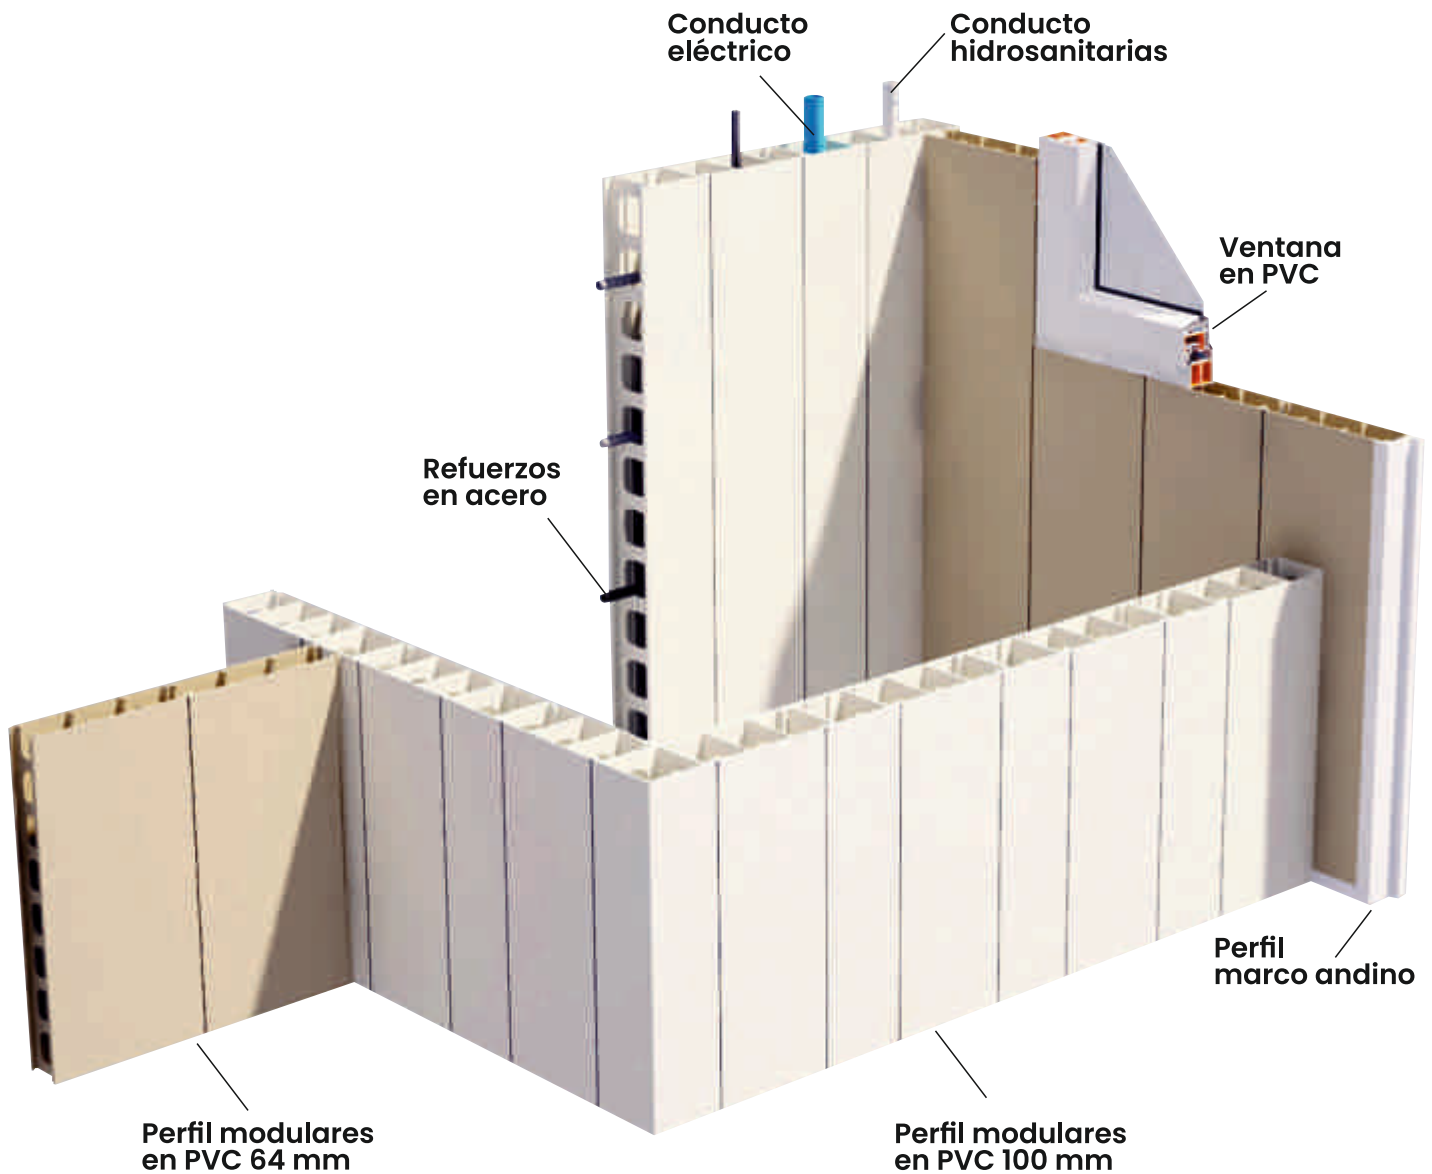 Conducto
eléctrico
Conducto
hidrosanitarias
Ventana
en PVC
Refuerzos
en acero
Perfil
marco andino
Perfil modulares
en PVC 64 mm
Perfil modulares
en PVC 100 mm